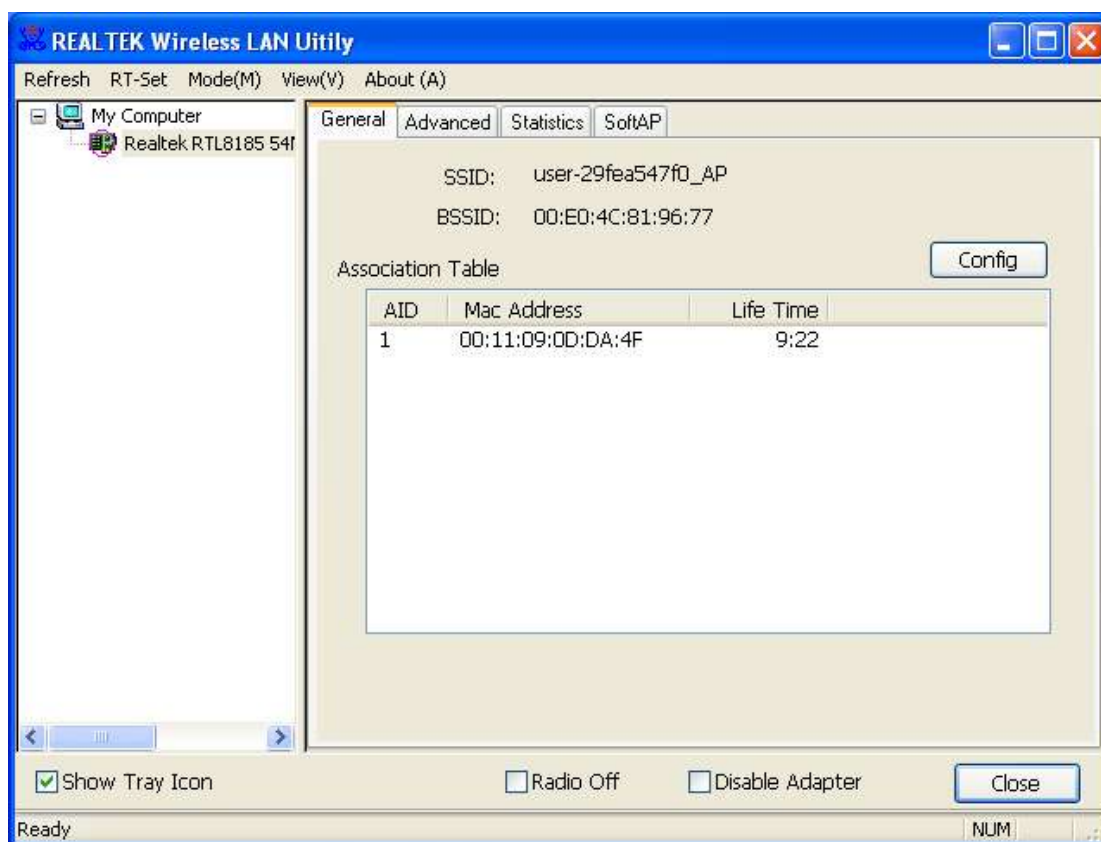 REALTEK Wireless LAN Uitily
Refresh RT-Set Mode(M) View(V) About (A)
My Computer
Realtek RTL8185 54
General Advanced Statistics SoftAP
SSID: user-29fea547f0_AP
BSSID: 00:E0:4C:81:96:77
Config
Association Table
AID Mac Address Life Time
1 00:11:09:0D:DA:4F 9:22
Show Tray Icon Radio Off Disable Adapter Close
Ready NUM